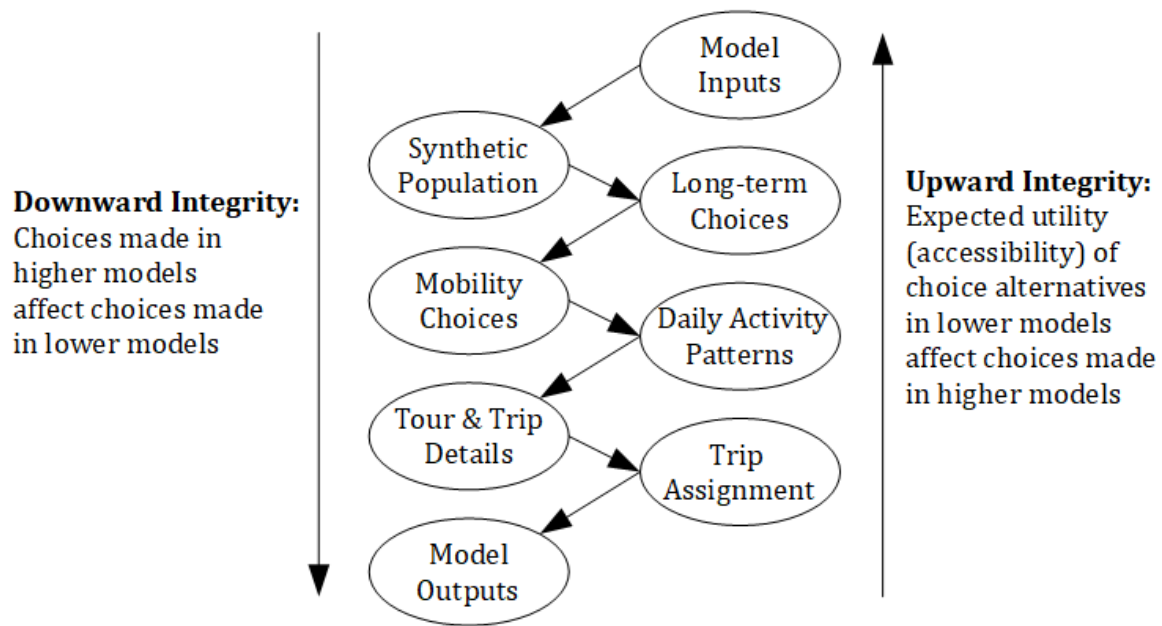 Model
Inputs
Synthetic
Population
Long-term
Choices
Mobility
Choices
Daily Activity
Patterns
Tour & Trip
Details
Trip
Assignment
Model
Outputs
Downward Integrity:
Choices made in
higher models
affect choices made
in lower models
Upward Integrity:
Expected utility
(accessibility) of
choice alternatives
in lower models
affect choices made
in higher models